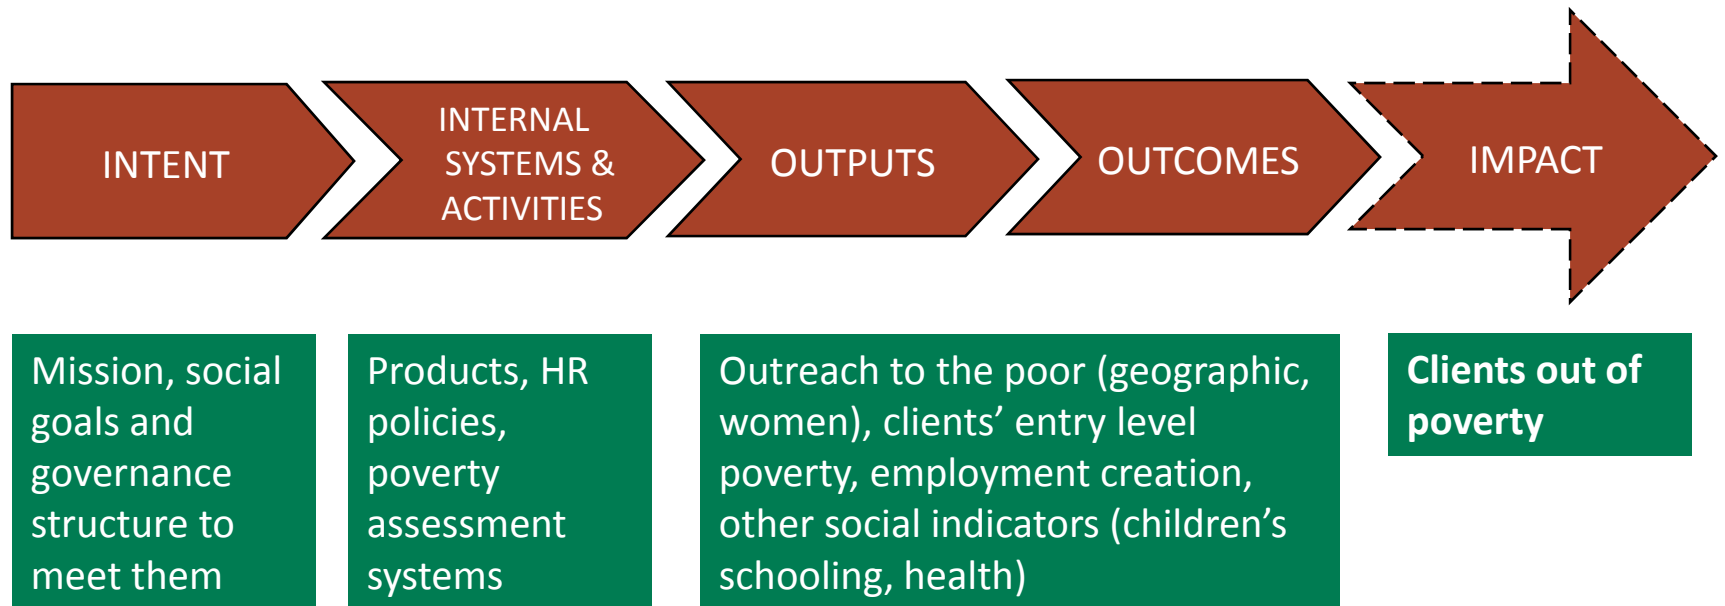 INTENT
INTERNAL
SYSTEMS &
ACTIVITIES
OUTPUTS
OUTCOMES
IMPACT
Mission, social
goals and
governance
structure to
meet them
Products, HR
policies,
poverty
assessment
systems
Outreach to the poor (geographic,
women), clients’ entry level
poverty, employment creation,
other social indicators (children’s
schooling, health)
Clients out of
poverty